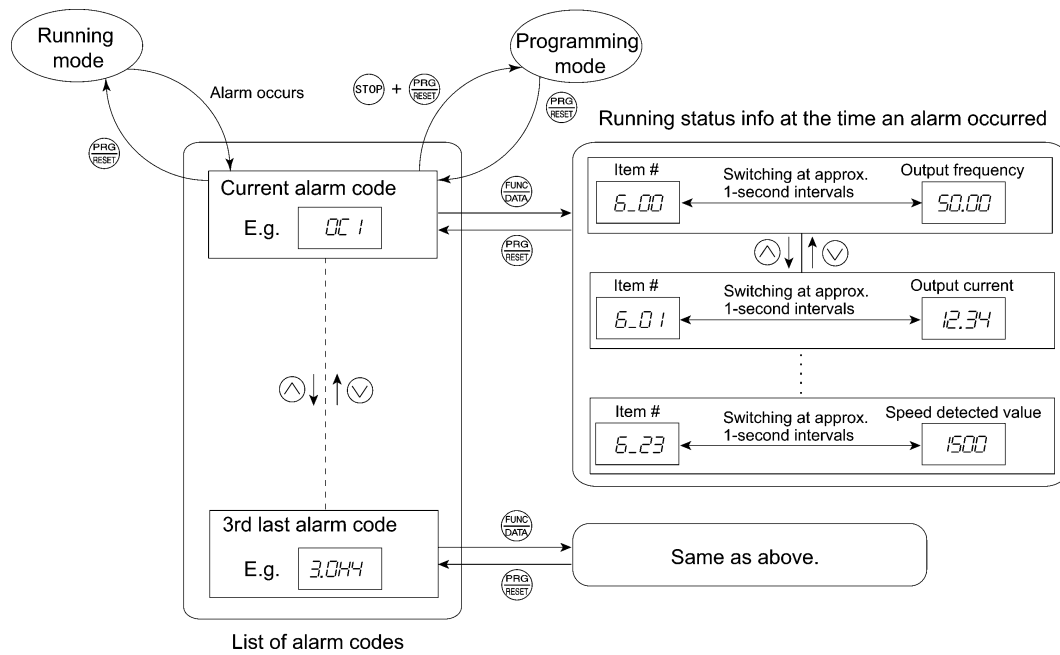 Running
mode
Programming
mode
Alarm occurs
STOP + PRG
RESET
PRG
RESET
PRG
RESET
Running status info at the time an alarm occurred
Current alarm code
E.g. OC1
FUNC
DATA
PRG
RESET
Item #
6_00
Switching at approx.
1-second intervals
Output frequency
50.00
Item #
6_01
Switching at approx.
1-second intervals
Output current
12.34
Item #
6_23
Switching at approx.
1-second intervals
Speed detected value
1500
3rd last alarm code
E.g. 3.0H4
FUNC
DATA
PRG
RESET
Same as above.
List of alarm codes